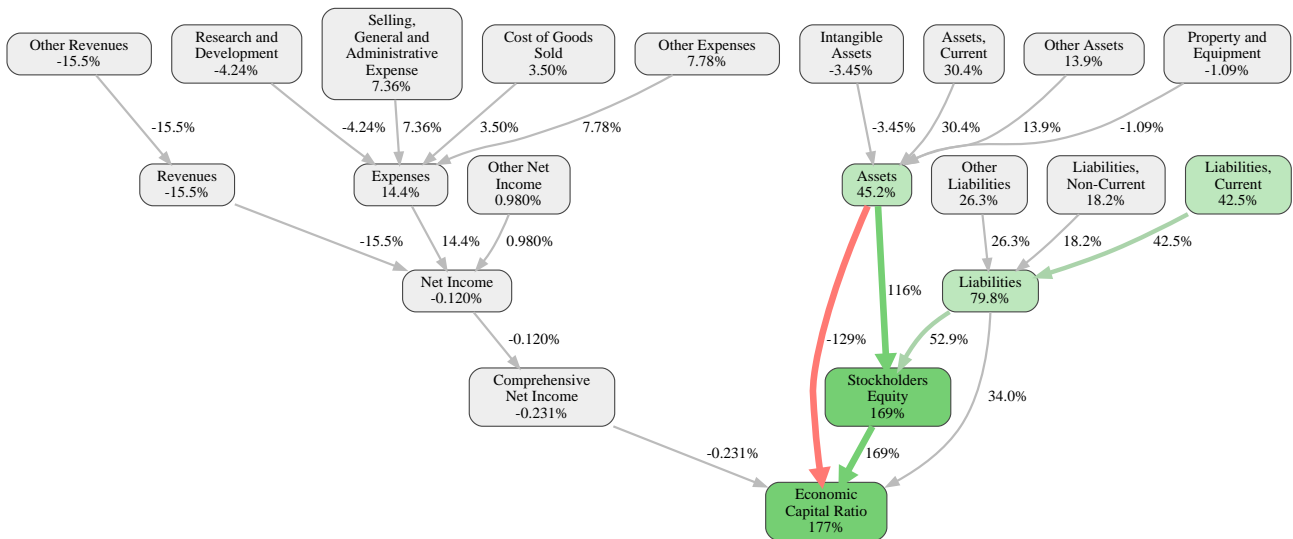 Other Revenues
-15.5%
Research and
Development
-4.24%
Selling,
General and
Administrative
Expense
7.36%
Cost of Goods
Sold
3.50%
Other Expenses
7.78%
Intangible
Assets
-3.45%
Assets,
Current
30.4%
Other Assets
13.9%
Property and
Equipment
-1.09%
-15.5%
-4.24%
7.36%
3.50%
7.78%
-3.45%
30.4%
13.9%
-1.09%
Revenues
-15.5%
Expenses
14.4%
Other Net
Income
0.980%
Assets
45.2%
Other
Liabilities
26.3%
Liabilities,
Non-Current
18.2%
Liabilities,
Current
42.5%
-15.5%
14.4%
0.980%
26.3%
18.2%
42.5%
Net Income
-0.120%
116%
Liabilities
79.8%
-0.120%
-129%
52.9%
Comprehensive
Net Income
-0.231%
Stockholders
Equity
169%
34.0%
-0.231%
169%
Economic
Capital Ratio
177%